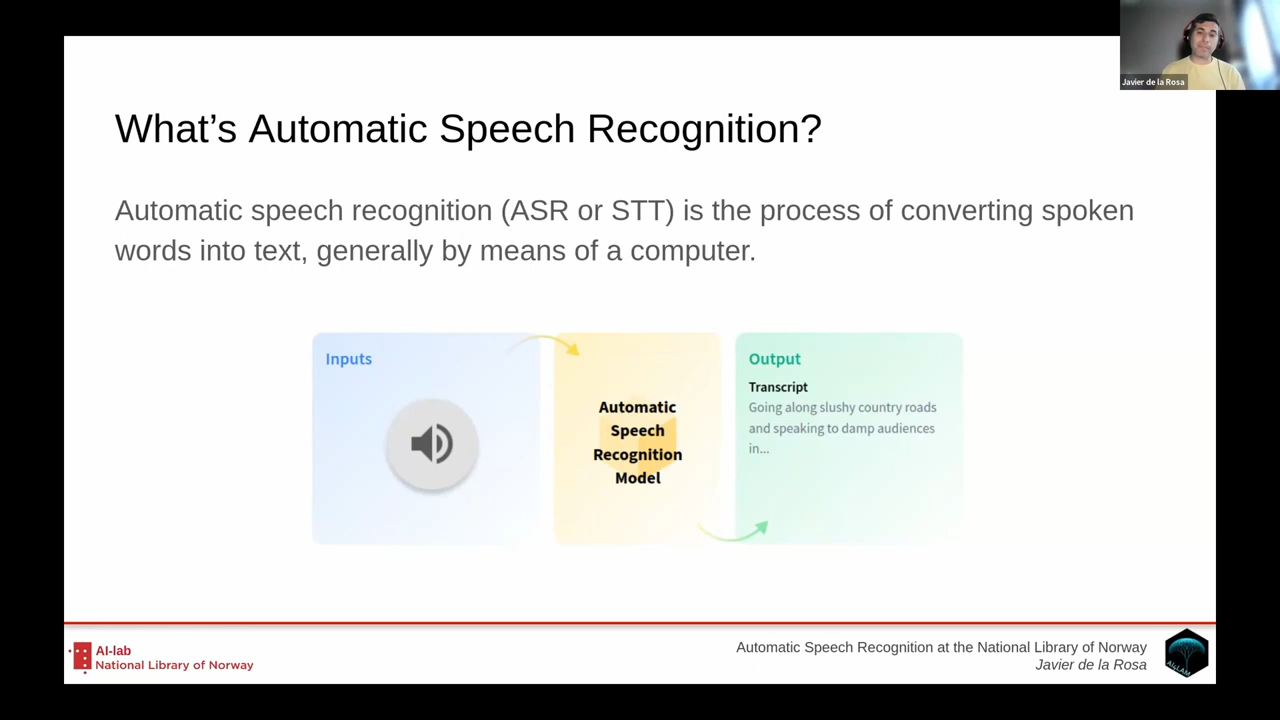 Javier de la Rosa
What’s Automatic Speech Recognition?
Automatic speech recognition (ASR or STT) is the process of converting spoken
words into text, generally by means of a computer.
Inputs
Automatic
Speech
Recognition
Model
Output
Transcript
Going along slushy country roads
and speaking to damp audiences
in...
AI-lab
National Library of Norway
Automatic Speech Recognition at the National Library of Norway
Javier de la Rosa